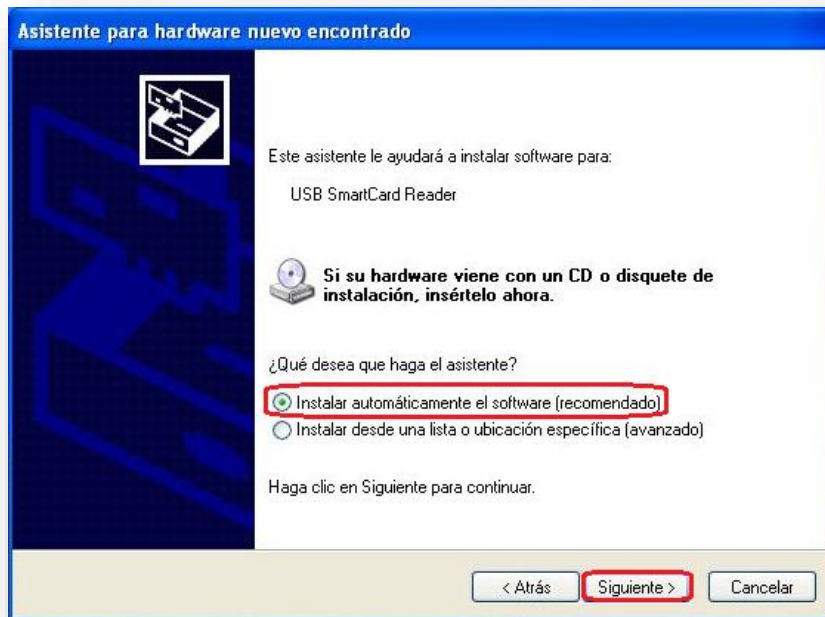 Asistente para hardware nuevo encontrado
Este asistente le ayudará a instalar software para:
USB SmartCard Reader
Si su hardware viene con un CD o disquete de
instalación, insértelo ahora.
¿Qué desea que haga el asistente?
Instalar automáticamente el software (recomendado)
Instalar desde una lista o ubicación específica (avanzado)
Haga clic en Siguiente para continuar.
< Atrás
Siguiente >
Cancelar